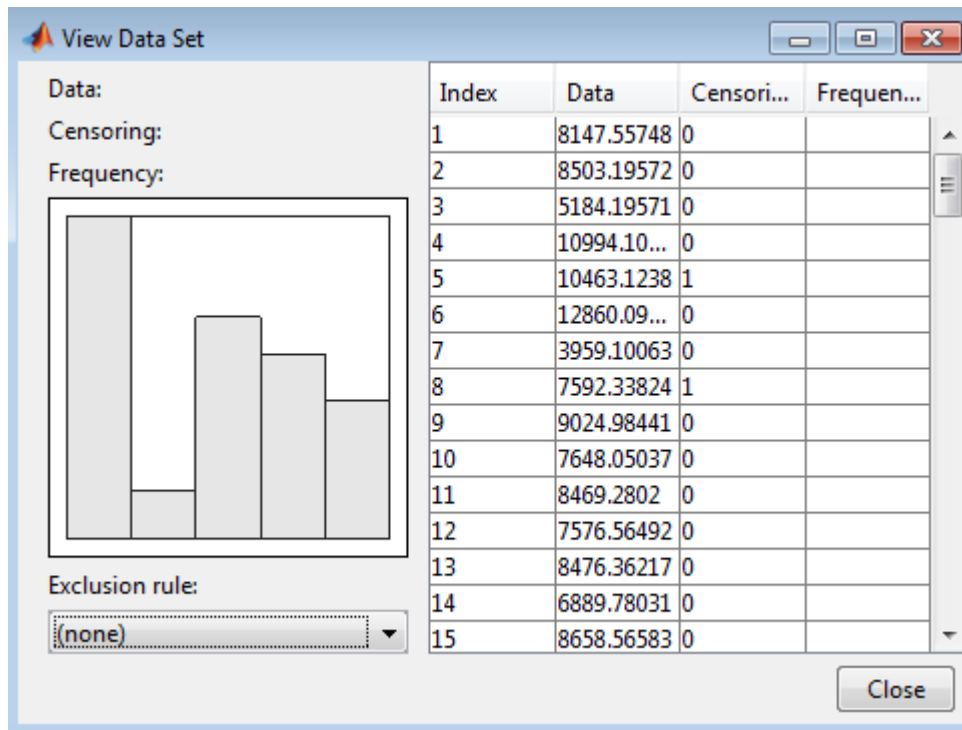 View Data Set
Data:
Censoring:
Frequency:
Exclusion rule:
(none)
Index Data Censori... Frequen...
1 8147.55748 0
2 8503.19572 0
3 5184.19571 0
4 10994.10... 0
5 10463.1238 1
6 12860.09... 0
7 3959.10063 0
8 7592.33824 1
9 9024.98441 0
10 7648.05037 0
11 8469.2802 0
12 7576.56492 0
13 8476.36217 0
14 6889.78031 0
15 8658.56583 0
Close